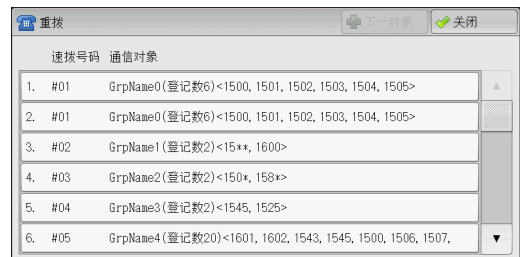 重拨 下一对象 关闭
速拨号码 通信对象
1. #01 GrpName0(登记数6)<1500, 1501, 1502, 1503, 1504, 1505>
2. #01 GrpName0(登记数6)<1500, 1501, 1502, 1503, 1504, 1505>
3. #02 GrpName1(登记数2)<15**, 1600>
4. #03 GrpName2(登记数2)<150*, 158*>
5. #04 GrpName3(登记数2)<1545, 1525>
6. #05 GrpName4(登记数20)<1601, 1602, 1543, 1545, 1500, 1506, 1507,